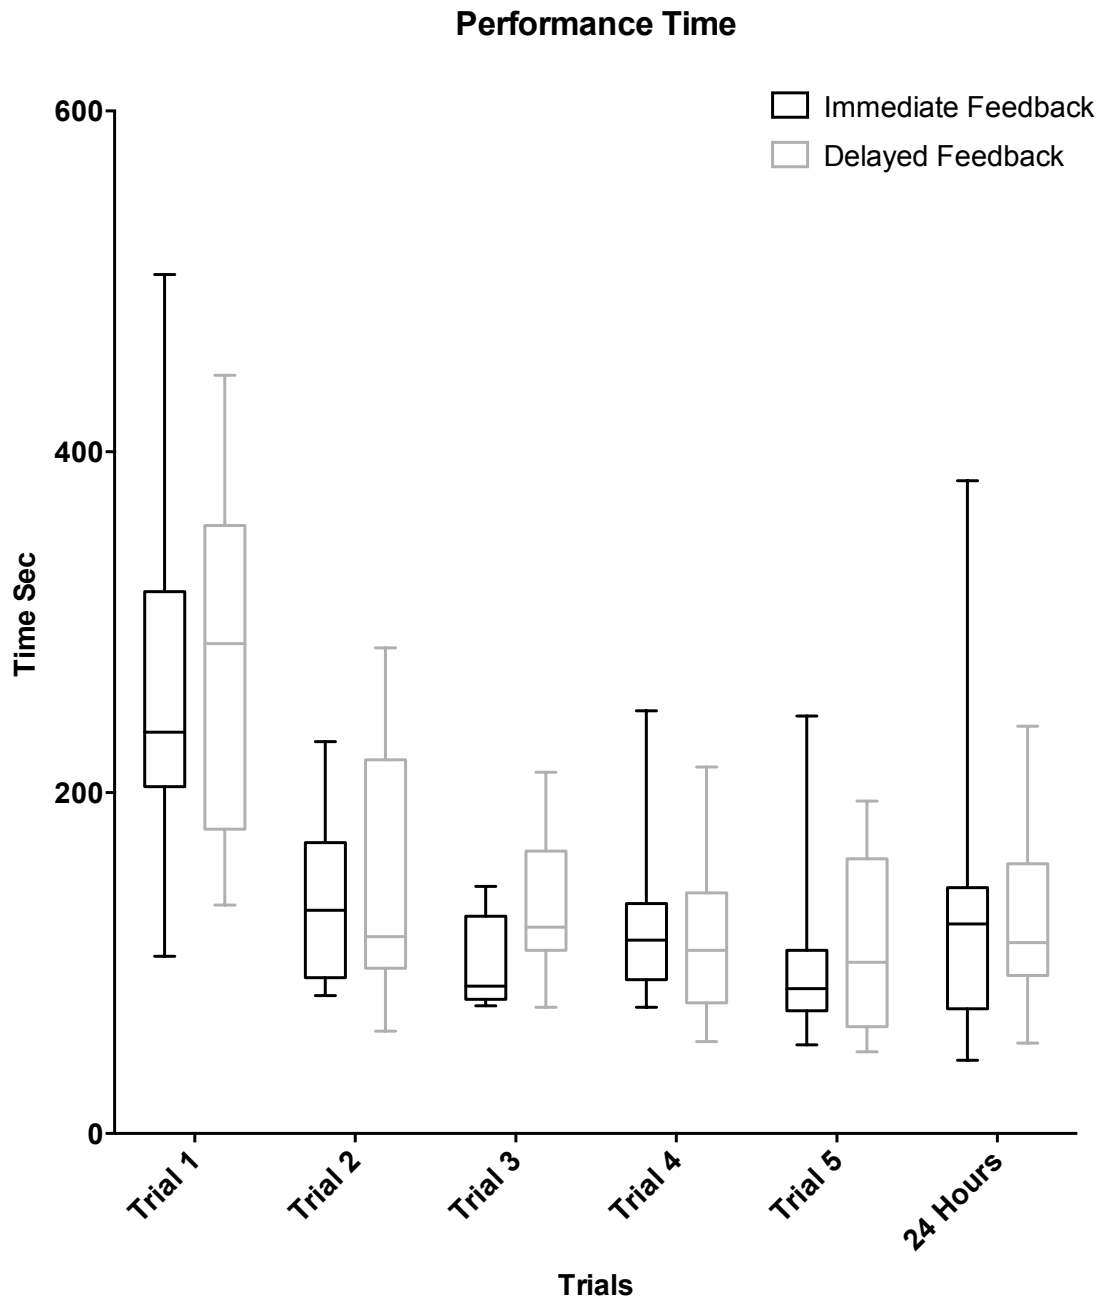 Performance Time
Immediate Feedback
Delayed Feedback
600
400
200
0
Time Sec
Trial 1
Trial 2
Trial 3
Trial 4
Trial 5
24 Hours
Trials